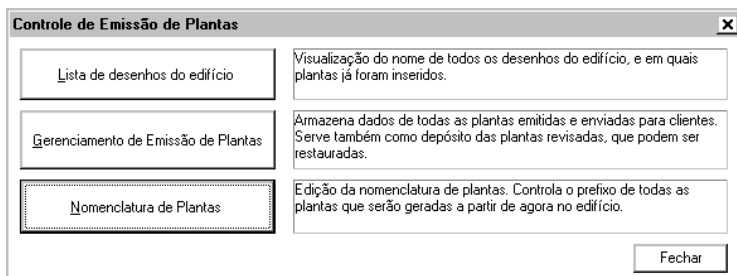 Controle de Emissão de Plantas
Lista de desenhos do edifício
Visualização do nome de todos os desenhos do edifício, e em quais
plantas já foram inseridos.
Gerenciamento de Emissão de Plantas
Armazena dados de todas as plantas emitidas e enviadas para clientes.
Serve também como depósito das plantas revisadas, que podem ser
restauradas.
Nomenclatura de Plantas
Edição da nomenclatura de plantas. Controla o prefixo de todas as
plantas que serão geradas a partir de agora no edifício.
Fechar